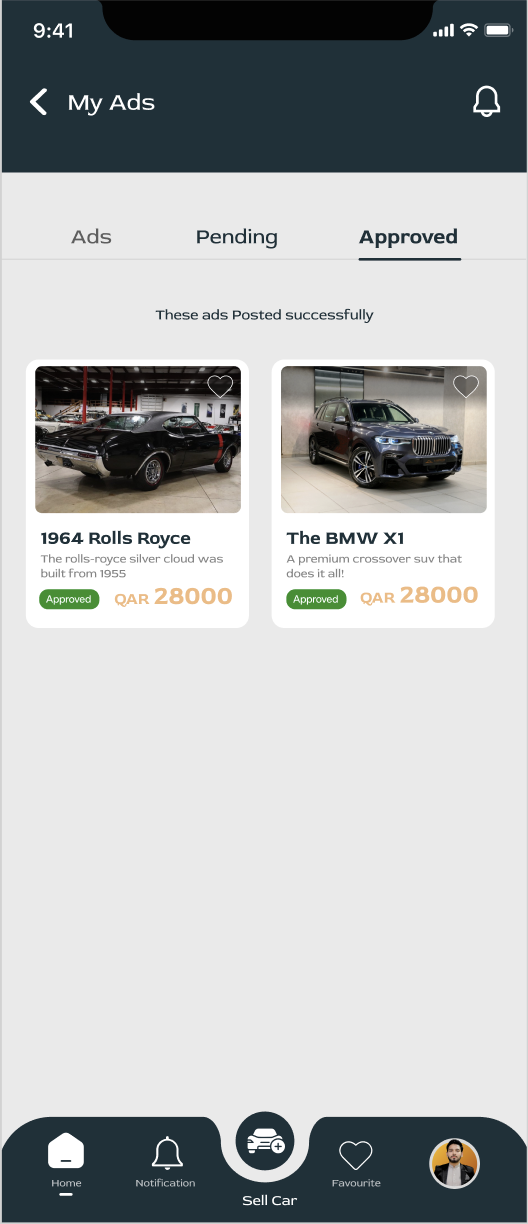 9:41
My Ads
Ads Pending Approved
These ads Posted successfully
1964 Rolls Royce
The rolls-royce silver cloud was
built from 1955
Approved QAR 28000
The BMW X1
A premium crossover suv that
does it all!
Approved QAR 28000
Home Notification Sell Car Favourite